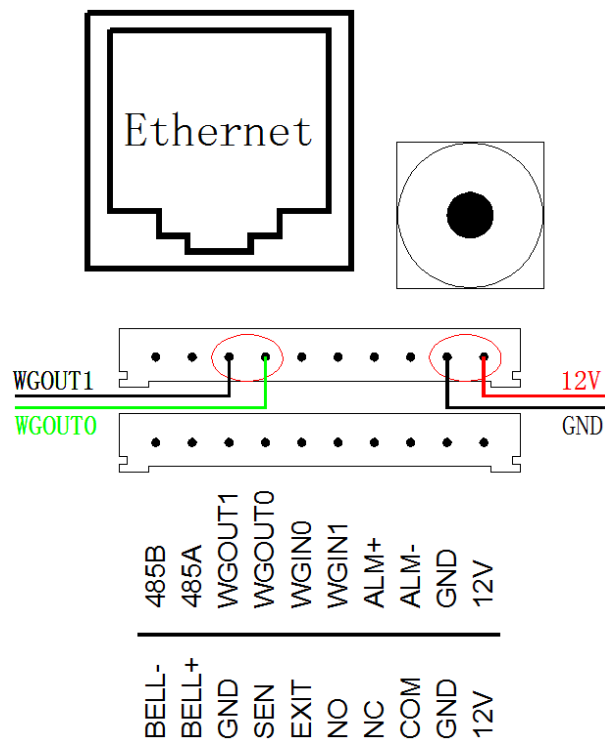 Ethernet
WGOUT1
12V
WGOUT0
GND
485B
485A
WGOUT1
WGOUT0
WGIN0
WGIN1
ALM+
ALM-
GND
12V
BELL-
BELL+
GND
SEN
EXIT
NO
NC
COM
GND
12V